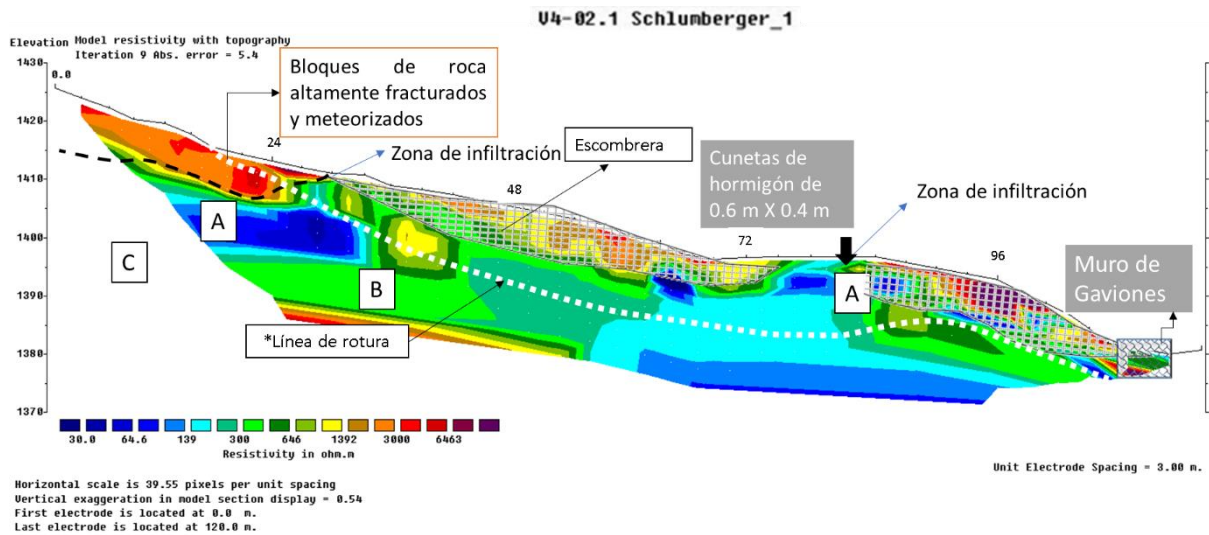 V4-02.1 Schlumberger_1
Elevation Model resistivity with topography
Iteration 9 Abs. error = 5.4
1430
1420
1410
1400
1390
1380
1370
0.0
Bloques de roca
altamente fracturados
y meteorizados
24
Zona de infiltración
Escombrera
48
Cunetas de
hormigón de
0.6 m X 0.4 m
Zona de infiltración
72
96
A
C
B
A
Muro de
Gaviones
*Línea de rotura
30.0 64.6 139 300 646 1392 3000 6463
Resistivity in ohm.m
Unit Electrode Spacing = 3.00 m.
Horizontal scale is 39.55 pixels per unit spacing
Vertical exaggeration in model section display = 0.54
First electrode is located at 0.0 m.
Last electrode is located at 120.0 m.